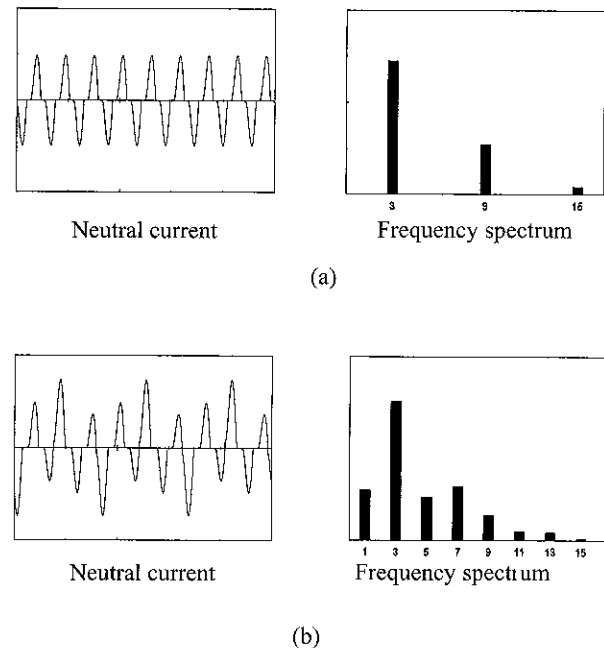 3 9 15
Neutral current Frequency spectrum
(a)
1 3 5 7 9 11 13 15
Neutral current Frequency spectrum
(b)